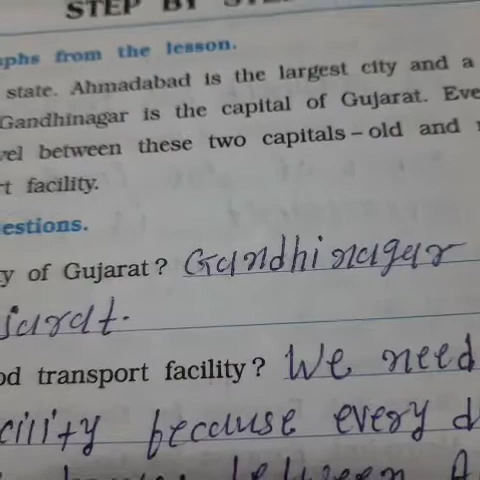 STEP BY
phs from the lesson.
state. Ahmadabad is the largest city and a
Gandhinagar is the capital of Gujarat. Eve
vel between these two capitals – old and
rt facility.
estions.
y of Gujarat? Gandhinagar
jarat.
od transport facility? We need
cility because every d
between A